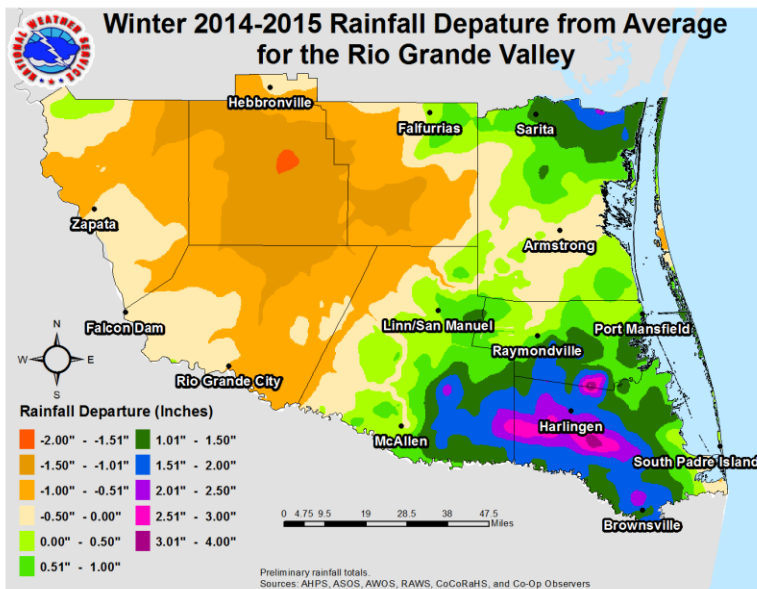 Winter 2014-2015 Rainfall Depature from Average
for the Rio Grande Valley
NATIONAL WEATHER SERVICE
Hebbronville
Falfurrias
Sarita
Zapata
Armstrong
Falcon Dam
Linn/San Manuel
Port Mansfield
Raymondville
N
W E
S
Rio Grande City
Rainfall Departure (Inches)
-2.00" - -1.51"
-1.50" - -1.01"
-1.00" - -0.51"
-0.50" - 0.00"
0.00" - 0.50"
0.51" - 1.00"
1.01" - 1.50"
1.51" - 2.00"
2.01" - 2.50"
2.51" - 3.00"
3.01" - 4.00"
Harlingen
McAllen
South Padre Island
Brownsville
0 4.75 9.5 19 28.5 38 47.5
Miles
Preliminary rainfall totals.
Sources: AHPS, ASOS, AWOS, RAWS, CoCoRaHS, and Co-Op Observers